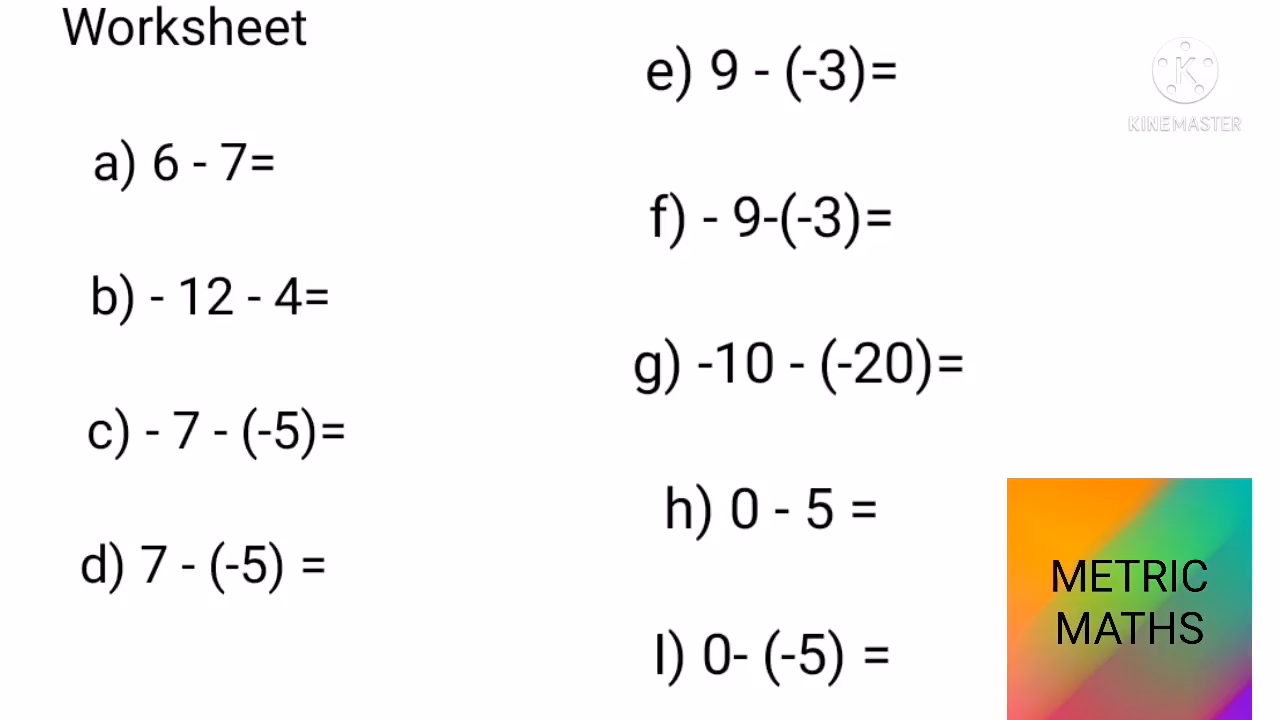 Worksheet
a) 6 - 7=
b) - 12 - 4=
c) - 7 - (-5)=
d) 7 - (-5) =
e) 9 - (-3)=
f) - 9-(-3)=
g) -10 - (-20)=
h) 0 - 5 =
I) 0- (-5) =
K
KINEMASTER
METRIC
MATHS